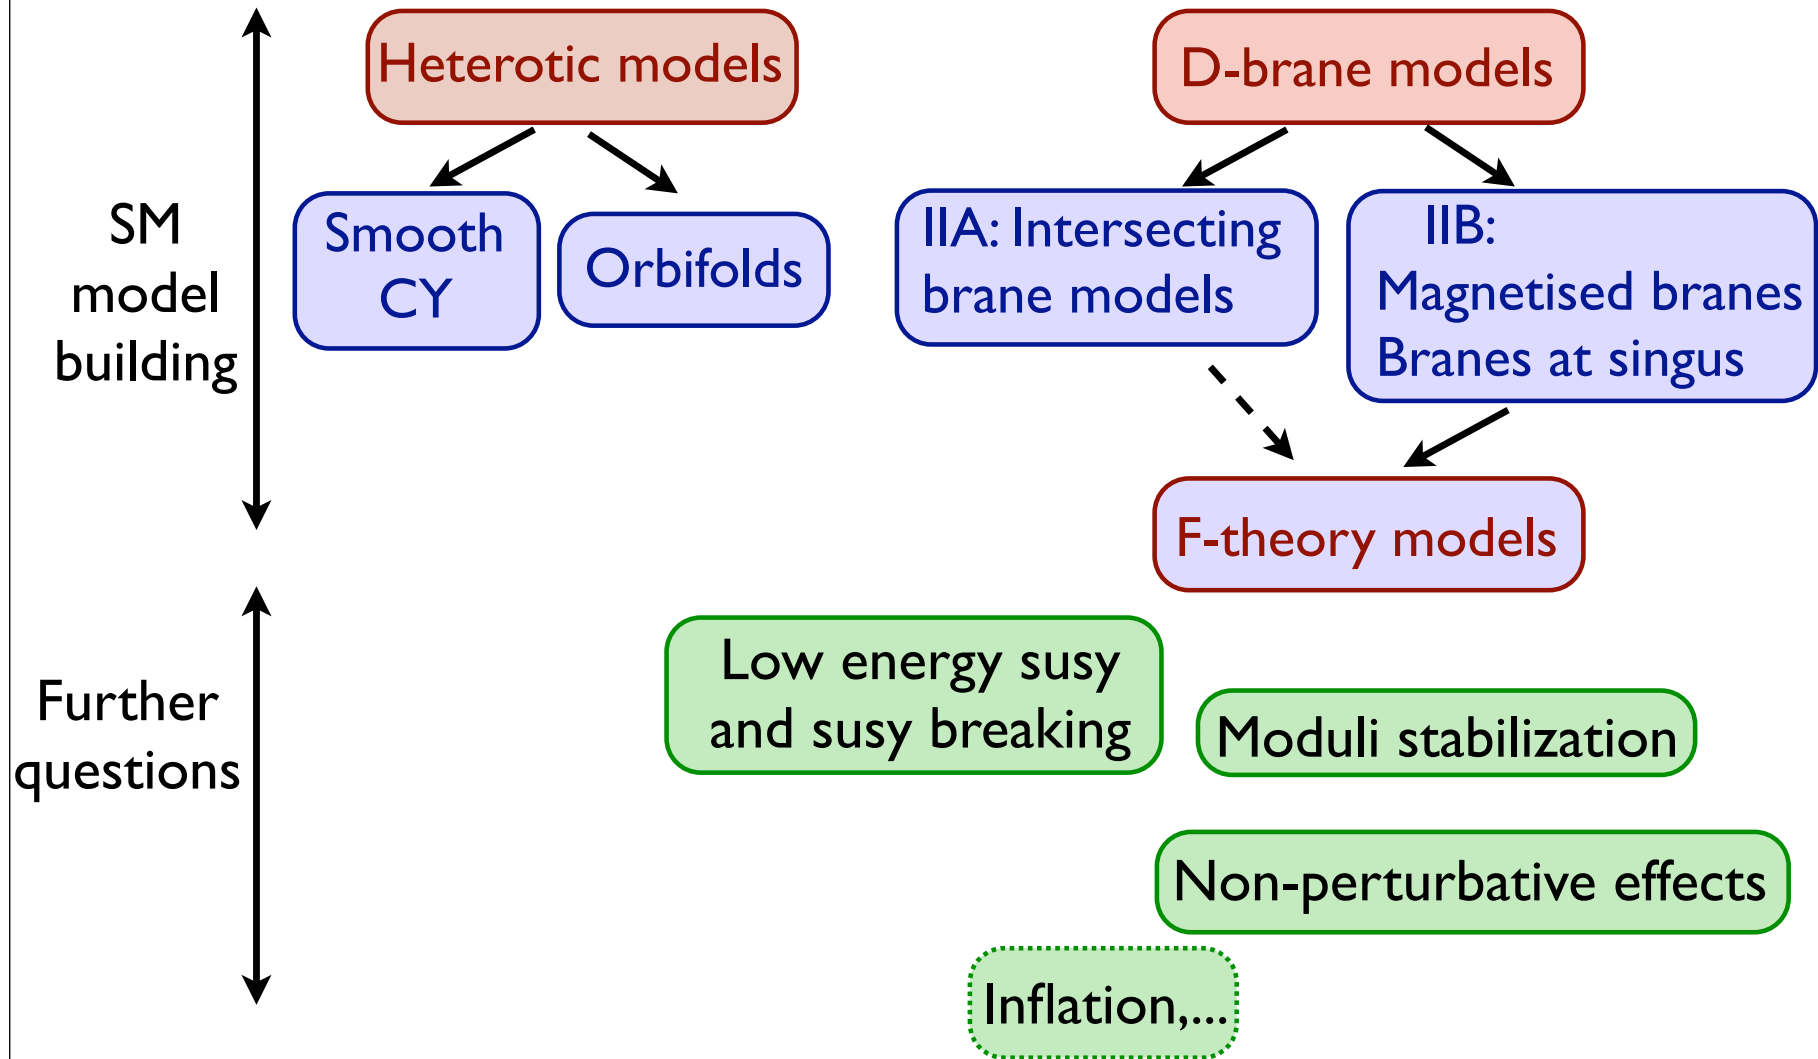 Heterotic models
D-brane models
SM
model
building
Smooth
CY
Orbifolds
IIA: Intersecting
brane models
IIB:
Magnetised branes
Branes at singus
F-theory models
Further
questions
Low energy susy
and susy breaking
Moduli stabilization
Non-perturbative effects
Inflation,...